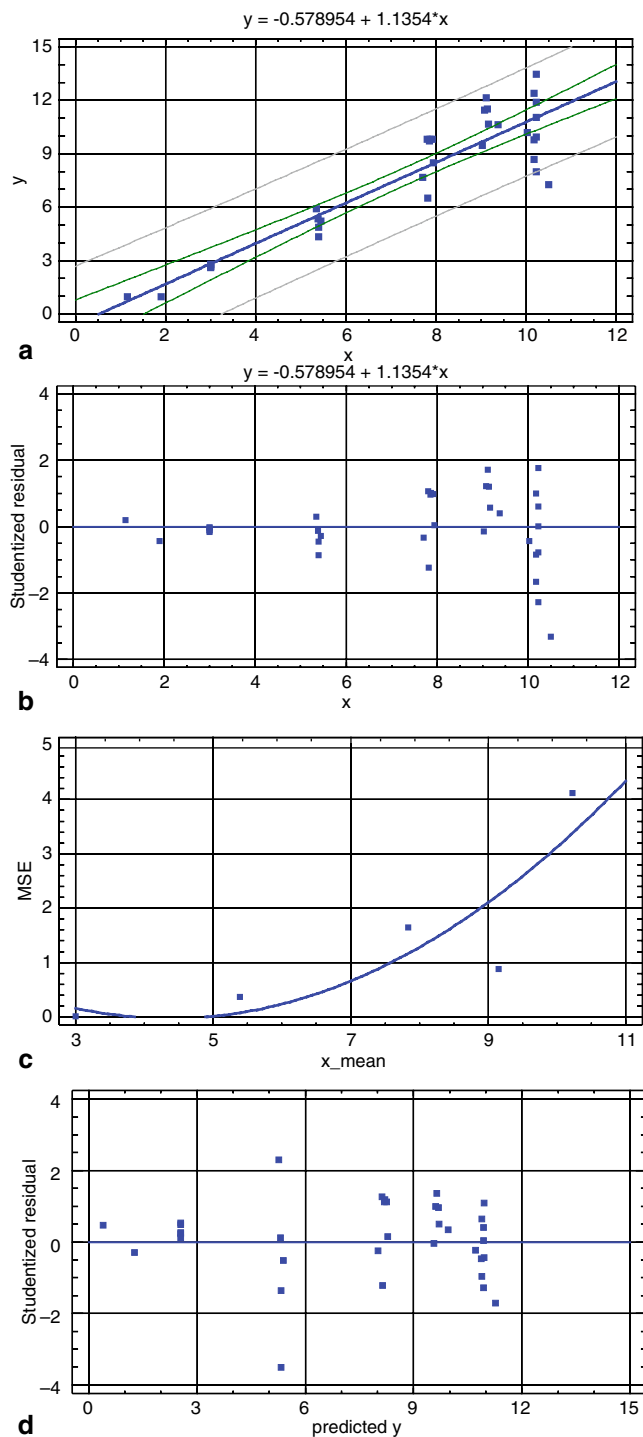 y = -0.578954 + 1.1354*x
15
12
9
6
3
0
y
0 2 4 6 8 10 12
x
a
y = -0.578954 + 1.1354*x
4
2
0
−2
−4
Studentized residual
0 2 4 6 8 10 12
x
b
5
4
3
2
1
0
MSE
3 5 7 9 11
x_mean
c
4
2
0
−2
−4
Studentized residual
0 3 6 9 12 15
predicted y
d